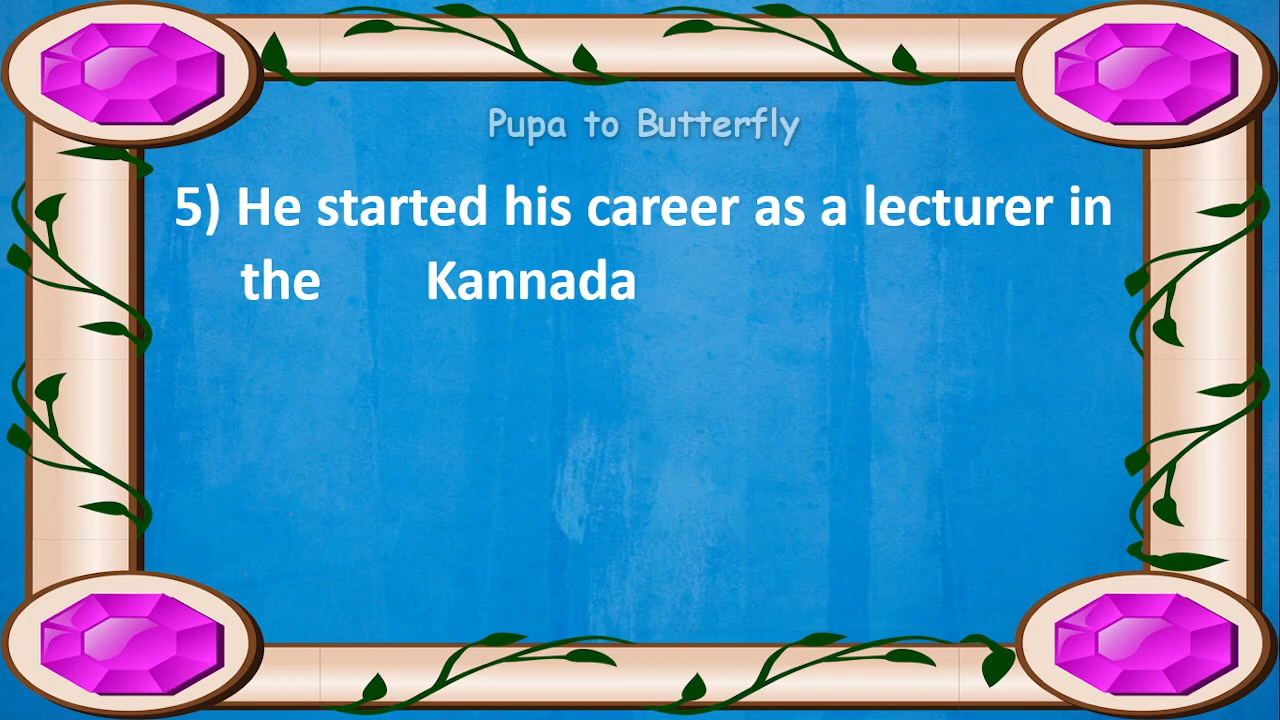 Pupa to Butterfly
5) He started his career as a lecturer in
the Kannada